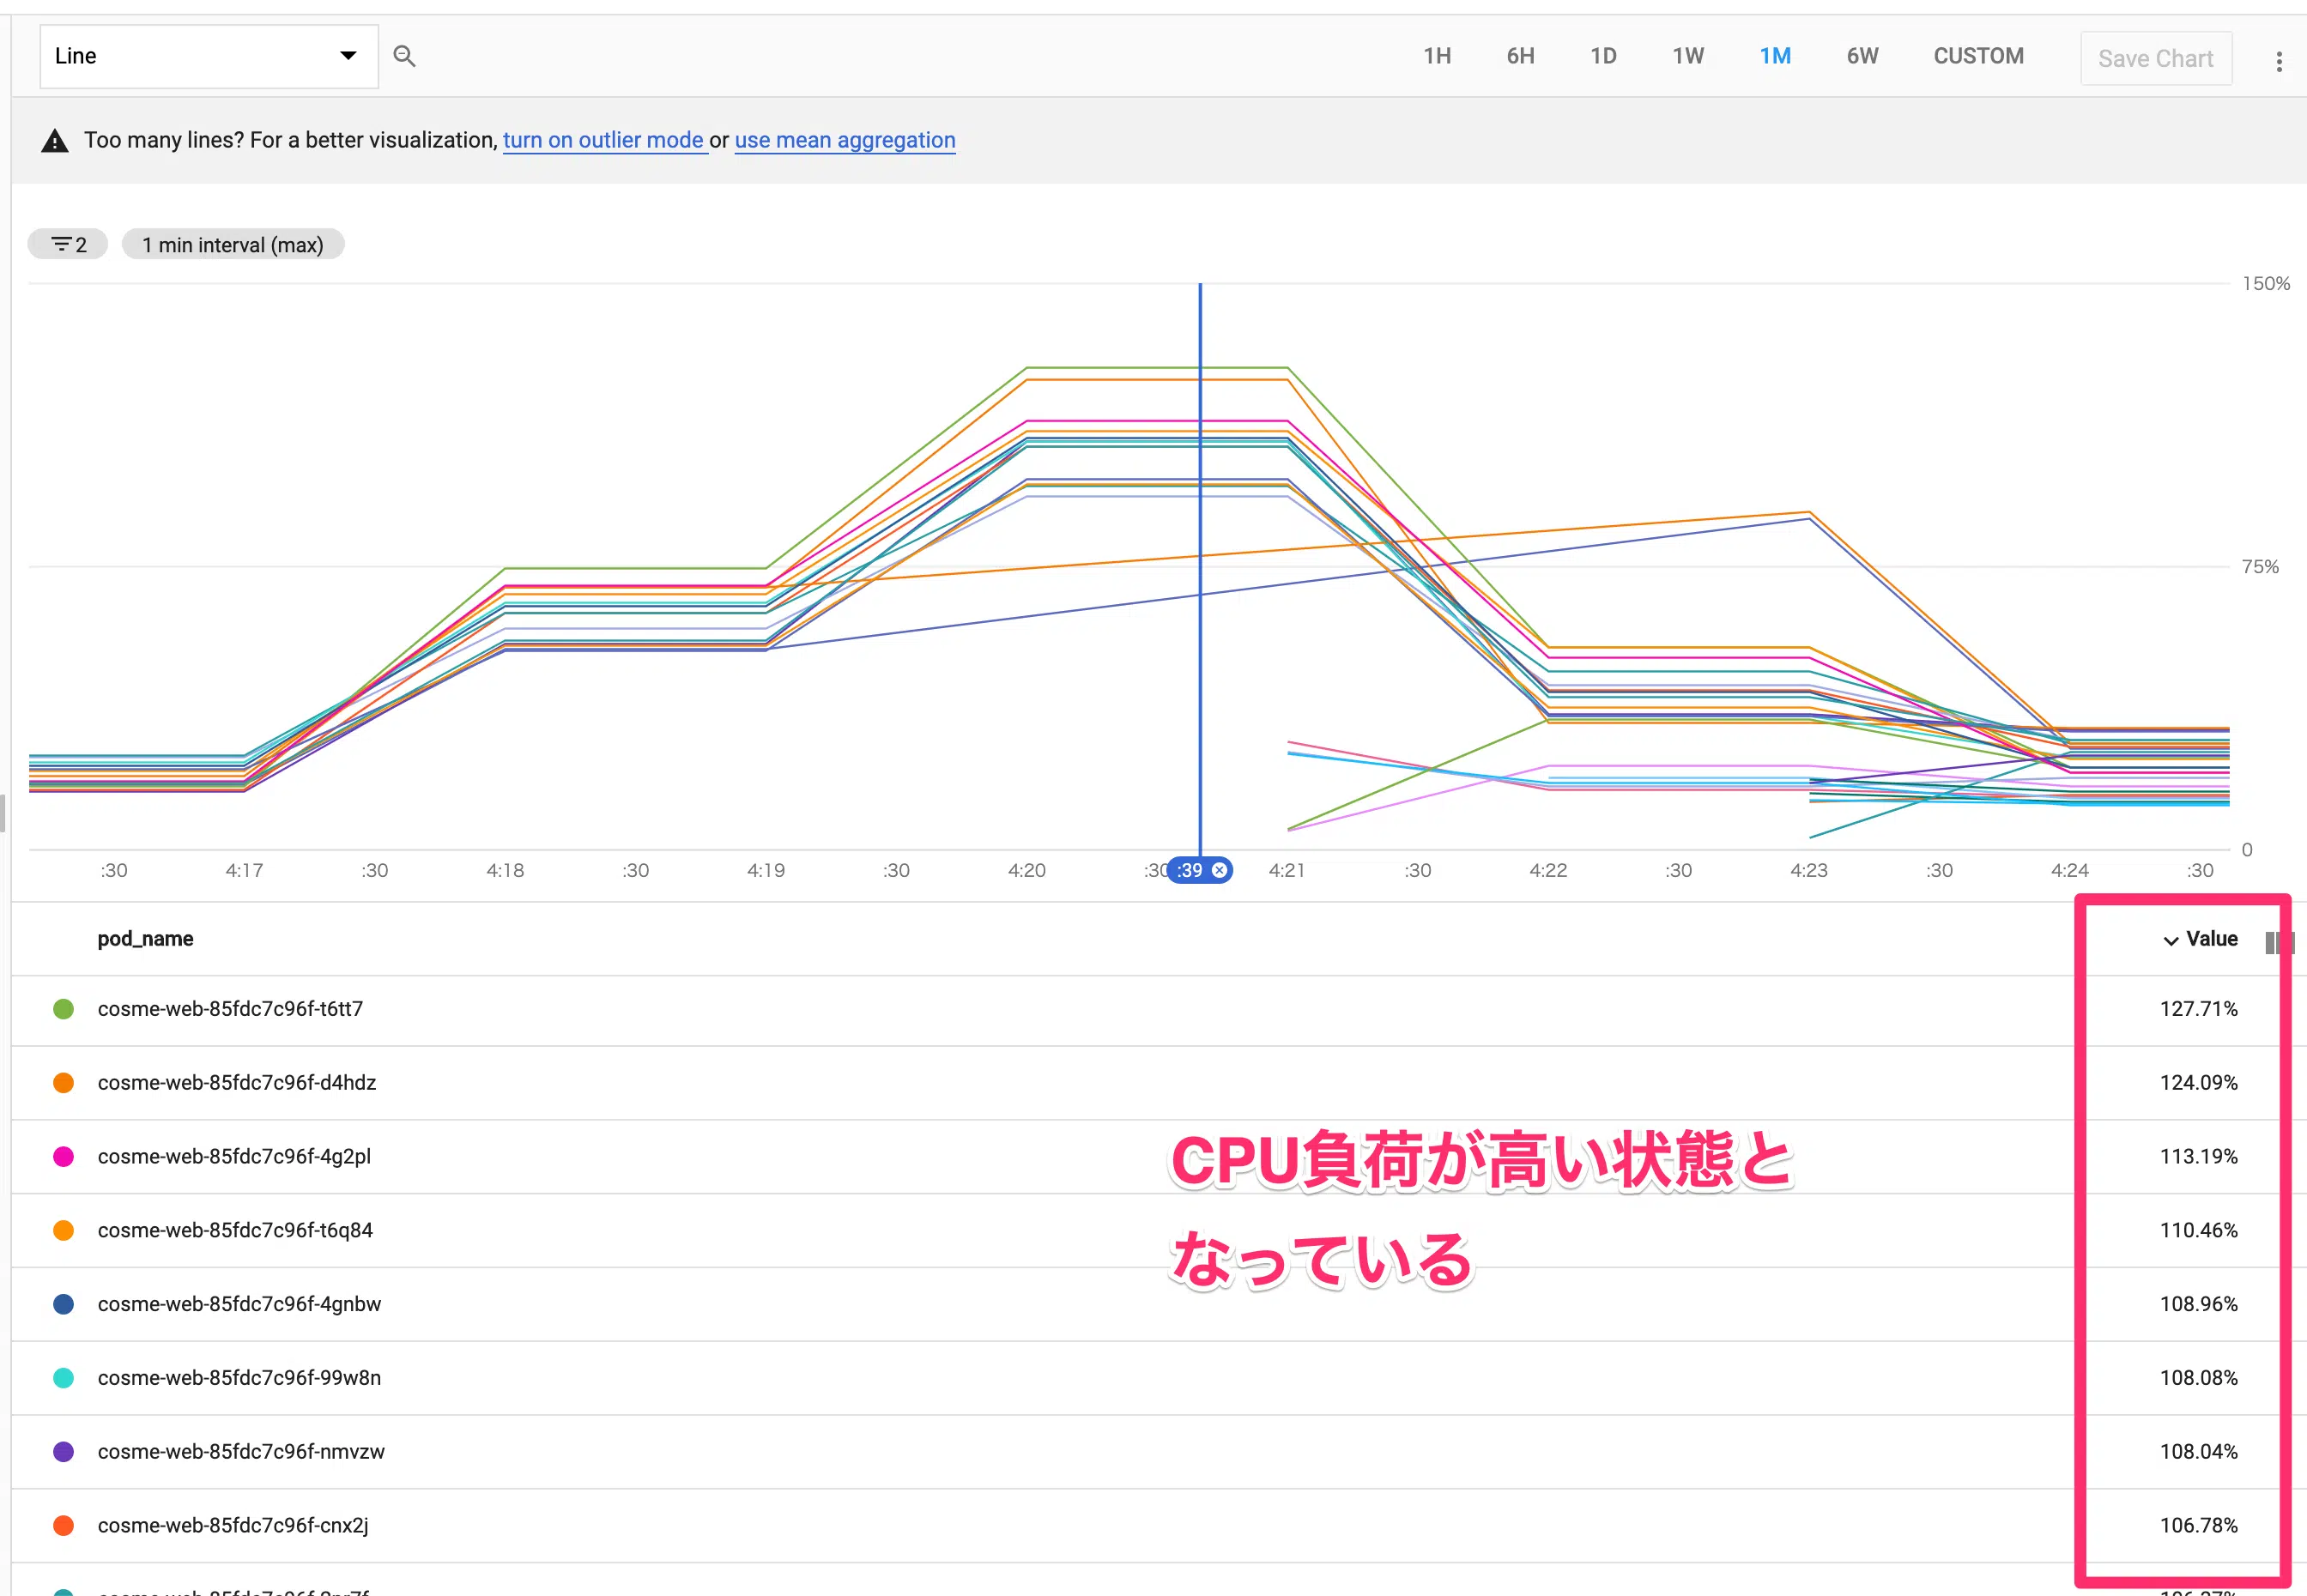 Line
1H 6H 1D 1W 1M 6W CUSTOM Save Chart
Too many lines? For a better visualization, turn on outlier mode or use mean aggregation
2 1 min interval (max)
150%
75%
0
:30 4:17 :30 4:18 :30 4:19 :30 4:20 :30 :39 4:21 :30 4:22 :30 4:23 :30 4:24 :30
pod_name Value
cosme-web-85fdc7c96f-t6tt7 127.71%
cosme-web-85fdc7c96f-d4hdz 124.09%
cosme-web-85fdc7c96f-4g2pl 113.19%
CPU負荷が高い状態と
なっている
cosme-web-85fdc7c96f-t6q84 110.46%
cosme-web-85fdc7c96f-4gnbw 108.96%
cosme-web-85fdc7c96f-99w8n 108.08%
cosme-web-85fdc7c96f-nmvzw 108.04%
cosme-web-85fdc7c96f-cnx2j 106.78%